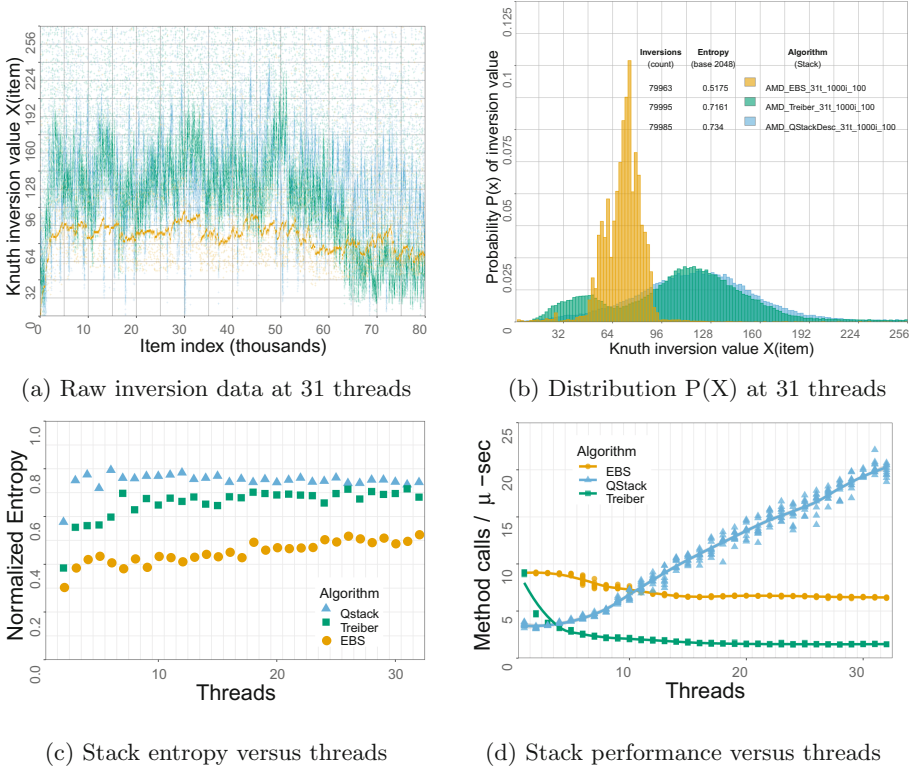 Knuth inversion value X(item)
0 32 64 96 128 160 192 224 256
0 10 20 30 40 50 60 70 80
Item index (thousands)
(a) Raw inversion data at 31 threads
Probability P(x) of inversion value
0 0.025 0.05 0.075 0.1 0.125
Inversions Entropy Algorithm
(count) (base 2048) (Stack)
79963 0.5175 AMD_EBS_31t_1000i_100
79995 0.7161 AMD_Treiber_31t_1000i_100
79985 0.734 AMD_QStackDesc_31t_1000i_100
32 64 96 128 160 192 224 256
Knuth inversion value X(item)
(b) Distribution P(X) at 31 threads
Normalized Entropy
0.0 0.2 0.4 0.6 0.8 1.0
Algorithm
Qstack
Treiber
EBS
10 20 30
Threads
(c) Stack entropy versus threads
Method calls / μ −sec
0 5 10 15 20 25
Algorithm
EBS
QStack
Treiber
10 20 30
Threads
(d) Stack performance versus threads